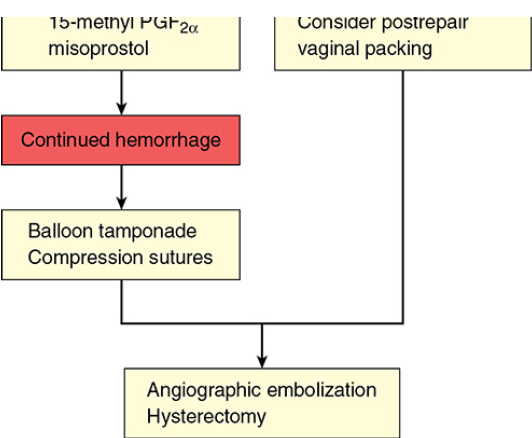 15-methyl PGF2α
misoprostol
Consider postrepair
vaginal packing
Continued hemorrhage
Balloon tamponade
Compression sutures
Angiographic embolization
Hysterectomy